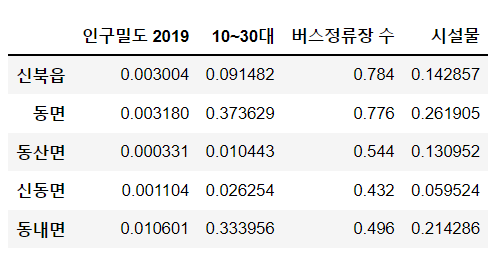 인구밀도 2019 10~30대 버스정류장 수 시설물
신북읍 0.003004 0.091482 0.784 0.142857
동면 0.003180 0.373629 0.776 0.261905
동산면 0.000331 0.010443 0.544 0.130952
신동면 0.001104 0.026254 0.432 0.059524
동내면 0.010601 0.333956 0.496 0.214286